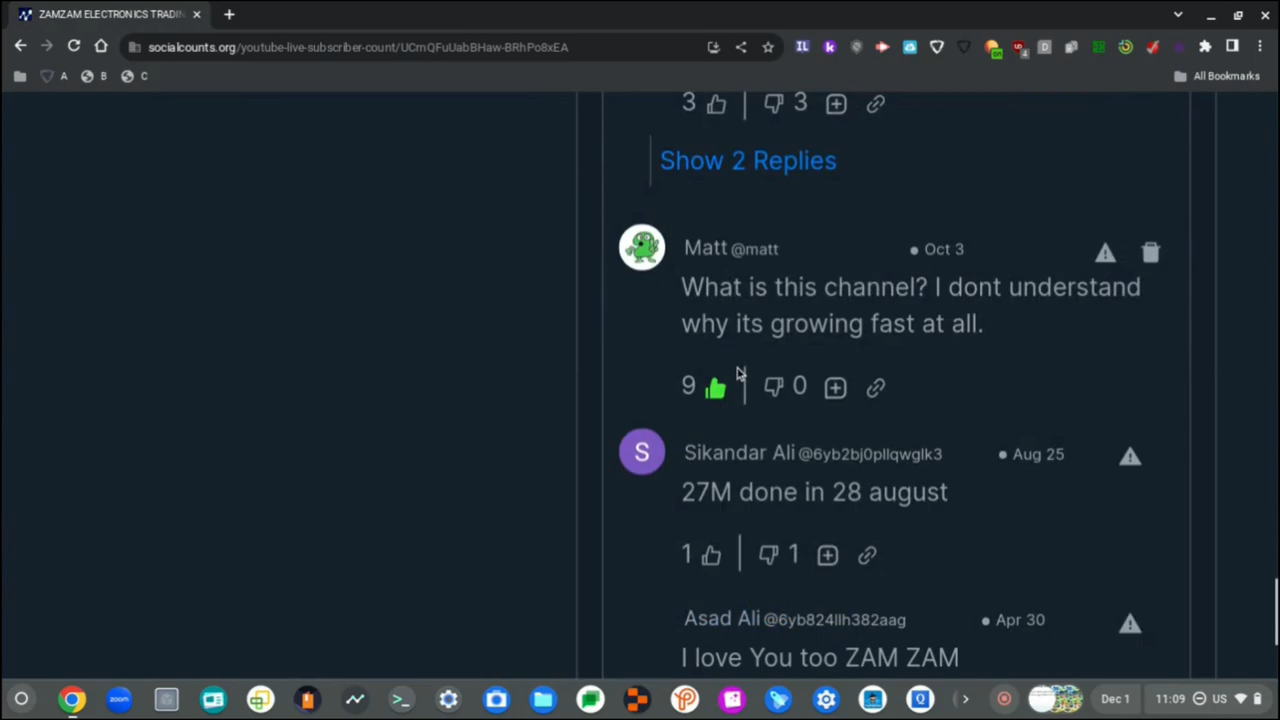 ZAMZAM ELECTRONICS TRADIN
socialcounts.org/youtube-live-subscriber-count/UCmQFuUabBHaw-BRhPo8xEA
A B C All Bookmarks
3 3
Show 2 Replies
Matt @matt • Oct 3
What is this channel? I dont understand
why its growing fast at all.
9 0
S Sikandar Ali @6yb2bj0pllqwglk3 • Aug 25
27M done in 28 august
1 1
Asad Ali @6yb824llh382aag • Apr 30
I love You too ZAM ZAM
zoom Dec 1 11:09 US